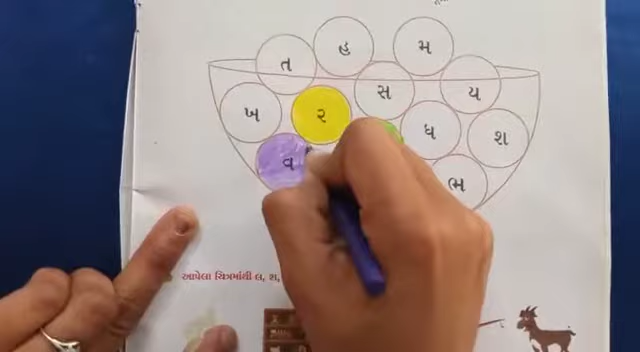 હ મ
ત
સ ય
ખ ર
ધ શ
વ
ભ
આપેલા ચિત્રમાંથી લ, શ,